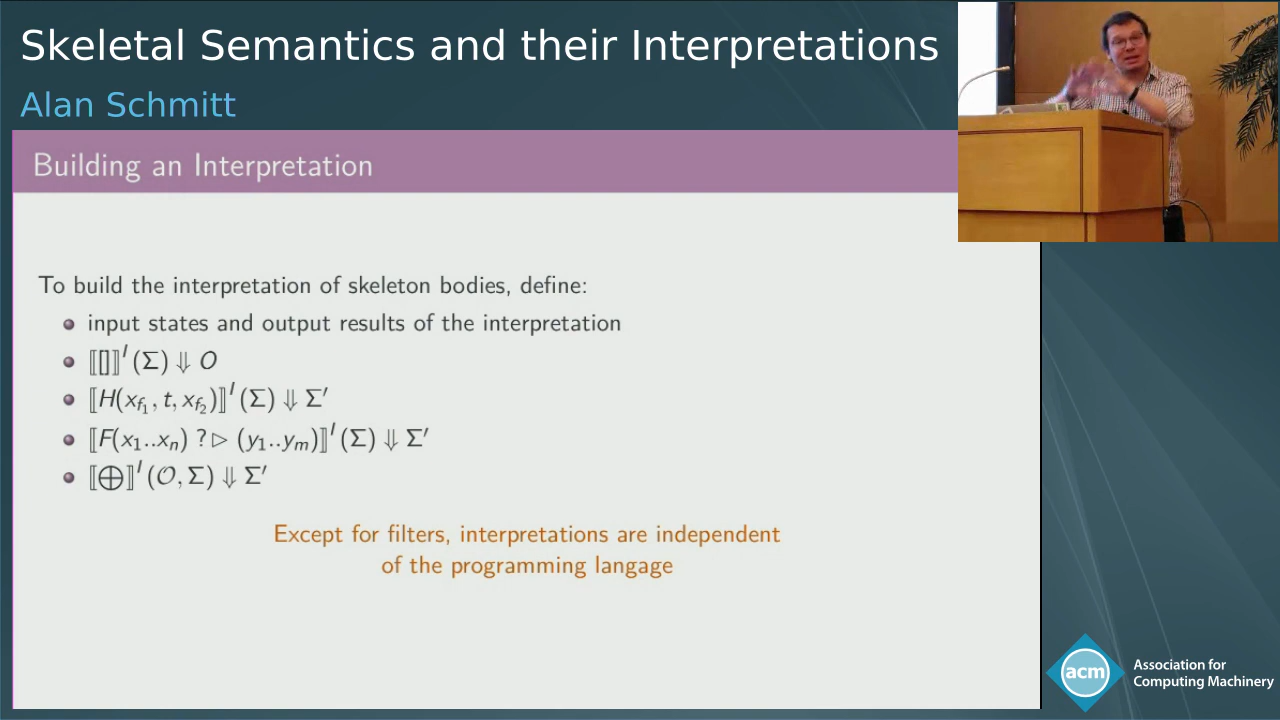 Skeletal Semantics and their Interpretations
Alan Schmitt
Building an Interpretation
To build the interpretation of skeleton bodies, define:
input states and output results of the interpretation
⟦[]⟧ᴵ(Σ) ⇓ O
⟦H(x_{f₁}, t, x_{f₂})⟧ᴵ(Σ) ⇓ Σ′
⟦F(x₁..xₙ) ?▷ (y₁..yₘ)⟧ᴵ(Σ) ⇓ Σ′
⟦⊕⟧ᴵ(𝒪, Σ) ⇓ Σ′
Except for filters, interpretations are independent
of the programming langage
acm
Association for
Computing Machinery